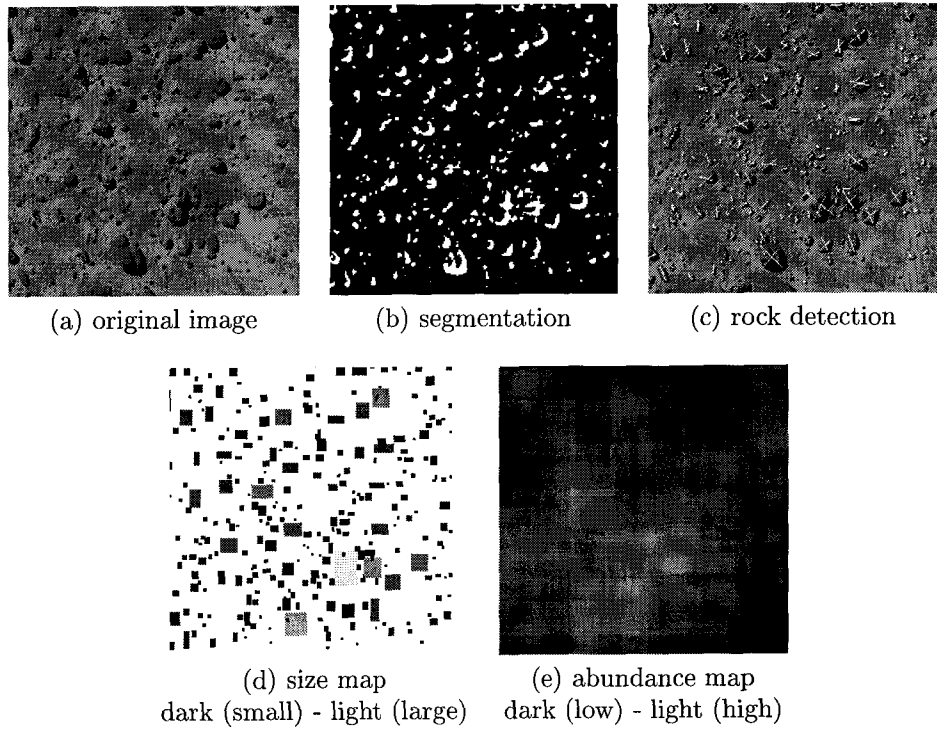 (a) original image
(b) segmentation
(c) rock detection
(d) size map
dark (small) - light (large)
(e) abundance map
dark (low) - light (high)